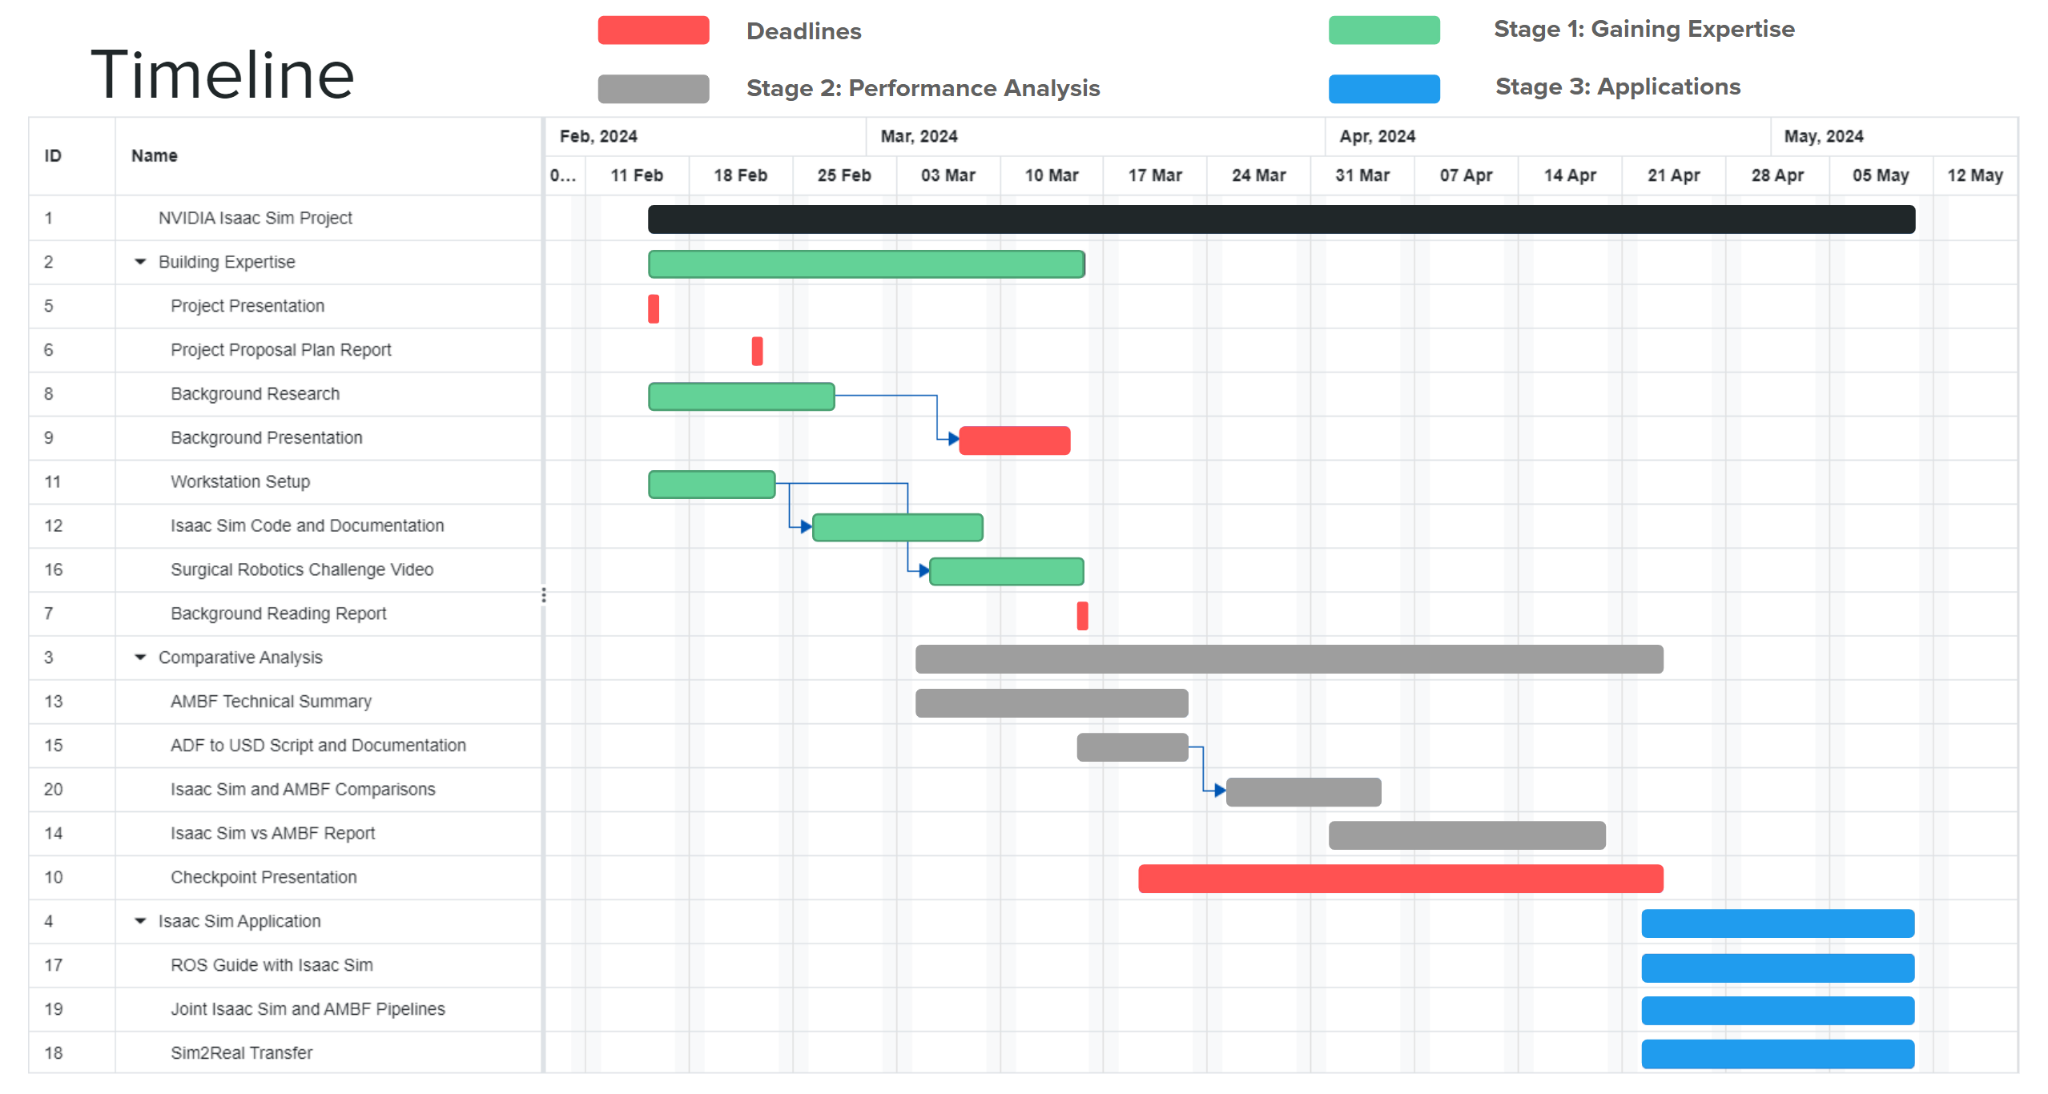 Timeline
Deadlines
Stage 1: Gaining Expertise
Stage 2: Performance Analysis
Stage 3: Applications
ID Name Feb, 2024 Mar, 2024 Apr, 2024 May, 2024
0... 11 Feb 18 Feb 25 Feb 03 Mar 10 Mar 17 Mar 24 Mar 31 Mar 07 Apr 14 Apr 21 Apr 28 Apr 05 May 12 May
1 NVIDIA Isaac Sim Project
2 Building Expertise
5 Project Presentation
6 Project Proposal Plan Report
8 Background Research
9 Background Presentation
11 Workstation Setup
12 Isaac Sim Code and Documentation
16 Surgical Robotics Challenge Video
7 Background Reading Report
3 Comparative Analysis
13 AMBF Technical Summary
15 ADF to USD Script and Documentation
20 Isaac Sim and AMBF Comparisons
14 Isaac Sim vs AMBF Report
10 Checkpoint Presentation
4 Isaac Sim Application
17 ROS Guide with Isaac Sim
19 Joint Isaac Sim and AMBF Pipelines
18 Sim2Real Transfer